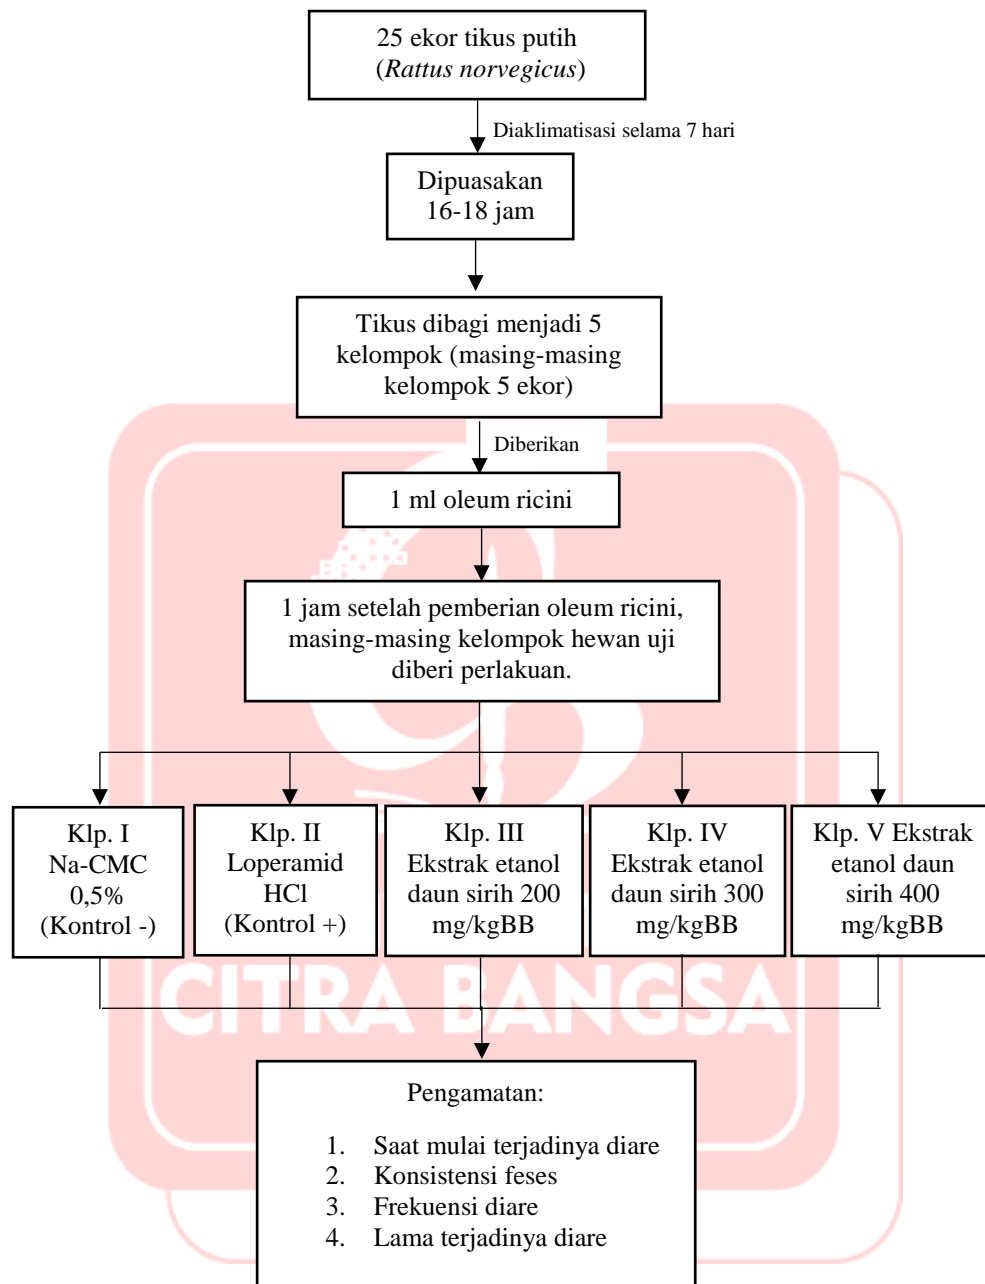 25 ekor tikus putih
(Rattus norvegicus)
Diaklimatisasi selama 7 hari
Dipuasakan
16-18 jam
Tikus dibagi menjadi 5
kelompok (masing-masing
kelompok 5 ekor)
Diberikan
1 ml oleum ricini
1 jam setelah pemberian oleum ricini,
masing-masing kelompok hewan uji
diberi perlakuan.
Klp. I
Na-CMC
0,5%
(Kontrol -)
Klp. II
Loperamid
HCl
(Kontrol +)
Klp. III
Ekstrak etanol
daun sirih 200
mg/kgBB
Klp. IV
Ekstrak etanol
daun sirih 300
mg/kgBB
Klp. V Ekstrak
etanol daun
sirih 400
mg/kgBB
CITRA BANGSA
Pengamatan:
1. Saat mulai terjadinya diare
2. Konsistensi feses
3. Frekuensi diare
4. Lama terjadinya diare